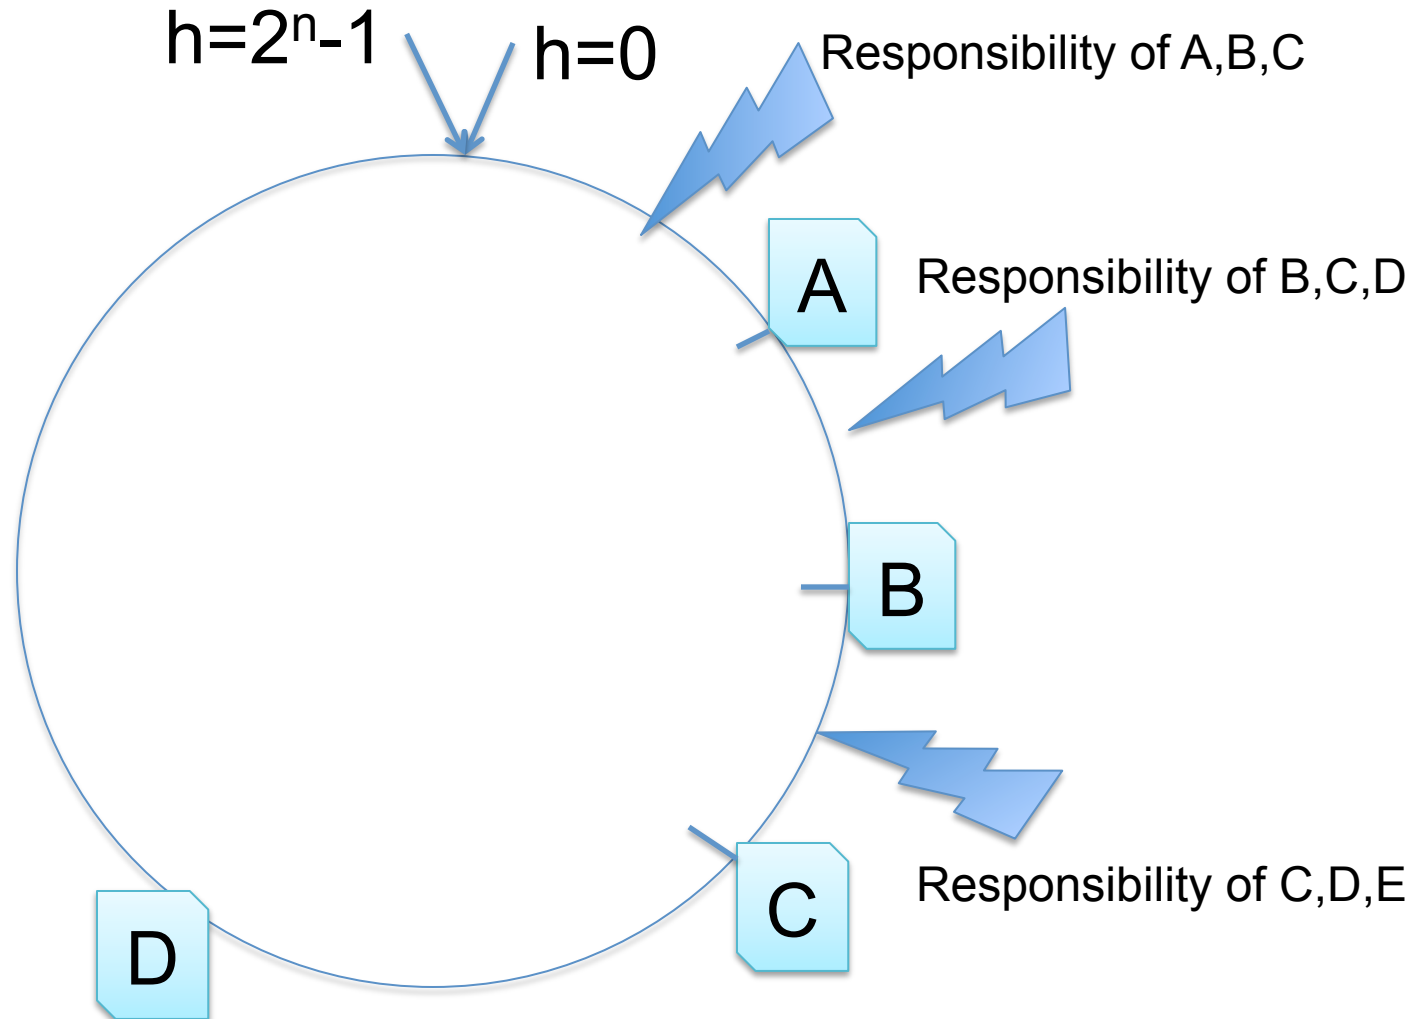 h=2ⁿ-1
h=0
Responsibility of A,B,C
A
Responsibility of B,C,D
B
C
Responsibility of C,D,E
D